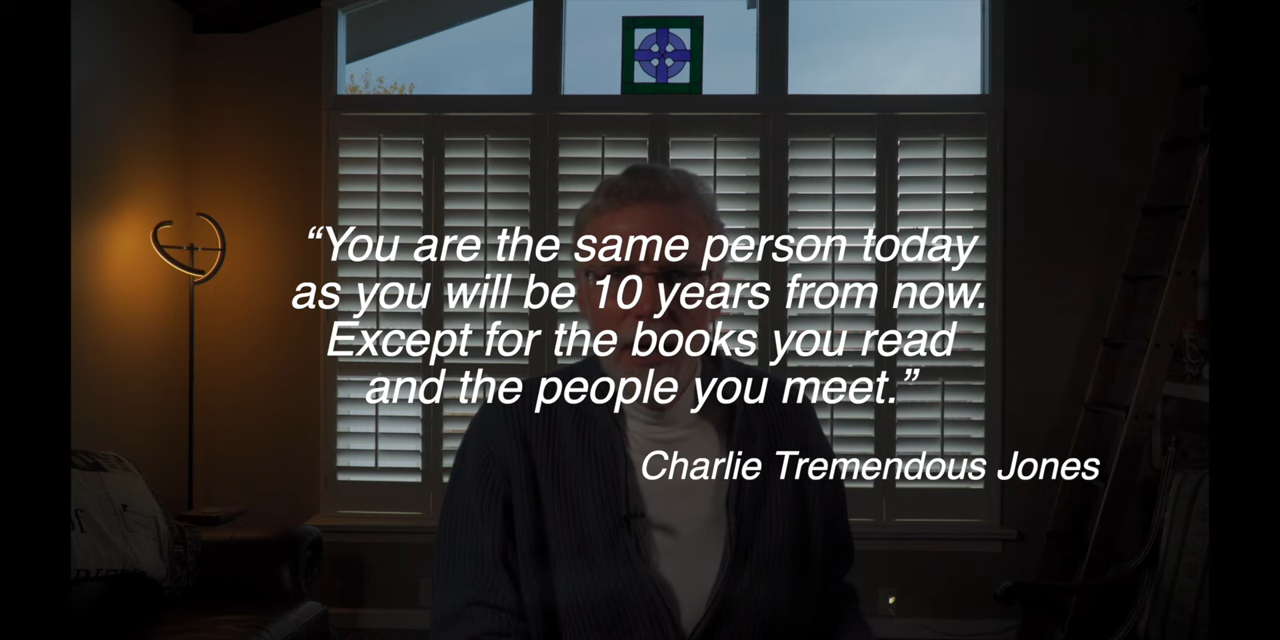 “You are the same person today
as you will be 10 years from now.
Except for the books you read
and the people you meet.”
Charlie Tremendous Jones